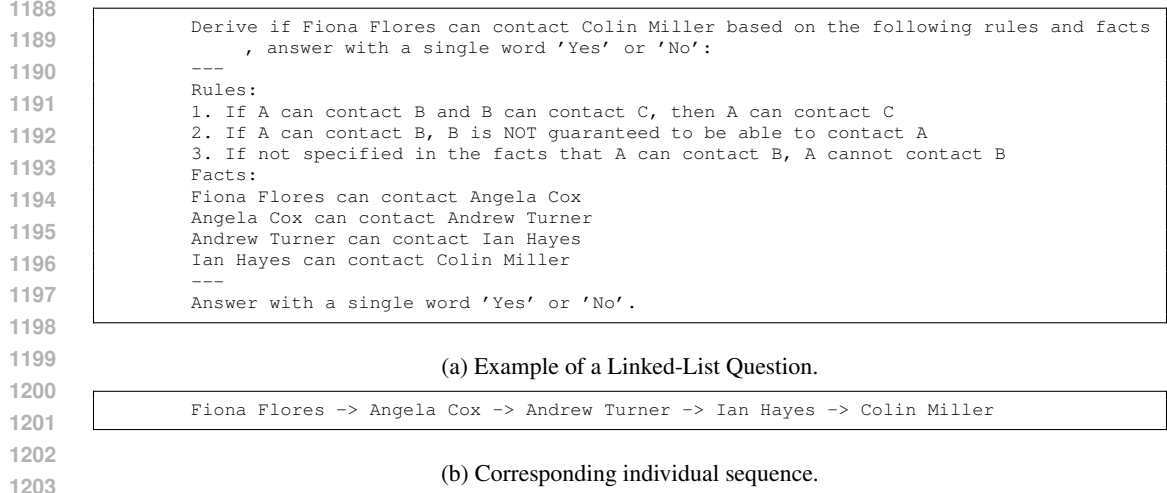 1188
Derive if Fiona Flores can contact Colin Miller based on the following rules and facts
1189
, answer with a single word ’Yes’ or ’No’:
1190
---
Rules:
1191
1. If A can contact B and B can contact C, then A can contact C
1192
2. If A can contact B, B is NOT guaranteed to be able to contact A
1193
3. If not specified in the facts that A can contact B, A cannot contact B
Facts:
1194
Fiona Flores can contact Angela Cox
1195
Angela Cox can contact Andrew Turner
Andrew Turner can contact Ian Hayes
1196
Ian Hayes can contact Colin Miller
1197
---
Answer with a single word ’Yes’ or ’No’.
1198
1199
(a) Example of a Linked-List Question.
1200
Fiona Flores -> Angela Cox -> Andrew Turner -> Ian Hayes -> Colin Miller
1201
1202
(b) Corresponding individual sequence.
1203